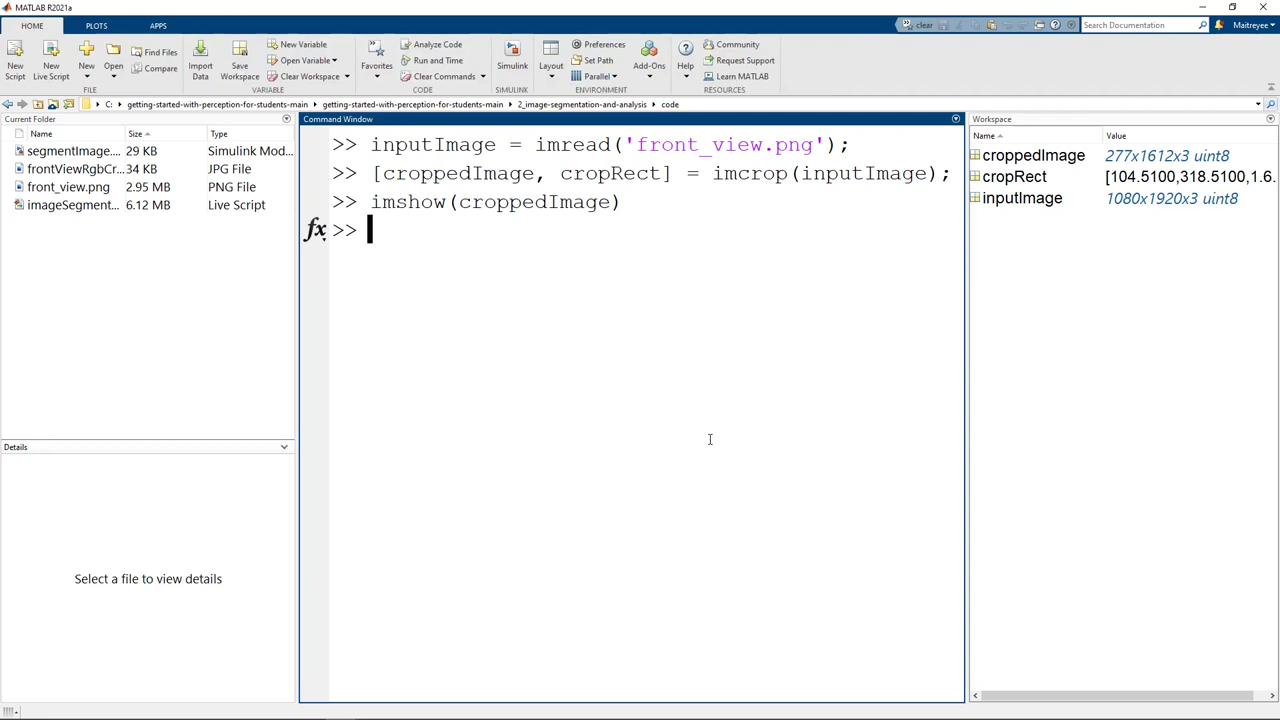 MATLAB R2021a
HOME PLOTS APPS
clear
Search Documentation
Maitreyee
New Script
New Live Script
New
Open
Find Files
Compare
FILE
Import Data
Save Workspace
New Variable
Open Variable
Clear Workspace
VARIABLE
Favorites
Analyze Code
Run and Time
Clear Commands
CODE
Simulink
SIMULINK
Layout
Preferences
Set Path
Parallel
Add-Ons
ENVIRONMENT
Help
Community
Request Support
Learn MATLAB
RESOURCES
C: getting-started-with-perception-for-students-main getting-started-with-perception-for-students-main 2_image-segmentation-and-analysis code
Current Folder
Name Size Type
segmentImage.... 29 KB Simulink Mod...
frontViewRgbCr... 34 KB JPG File
front_view.png 2.95 MB PNG File
imageSegment... 6.12 MB Live Script
Details
Select a file to view details
Command Window
>> inputImage = imread('front_view.png');
>> [croppedImage, cropRect] = imcrop(inputImage);
>> imshow(croppedImage)
fx >>
Workspace
Name Value
croppedImage 277x1612x3 uint8
cropRect [104.5100,318.5100,1.6...
inputImage 1080x1920x3 uint8